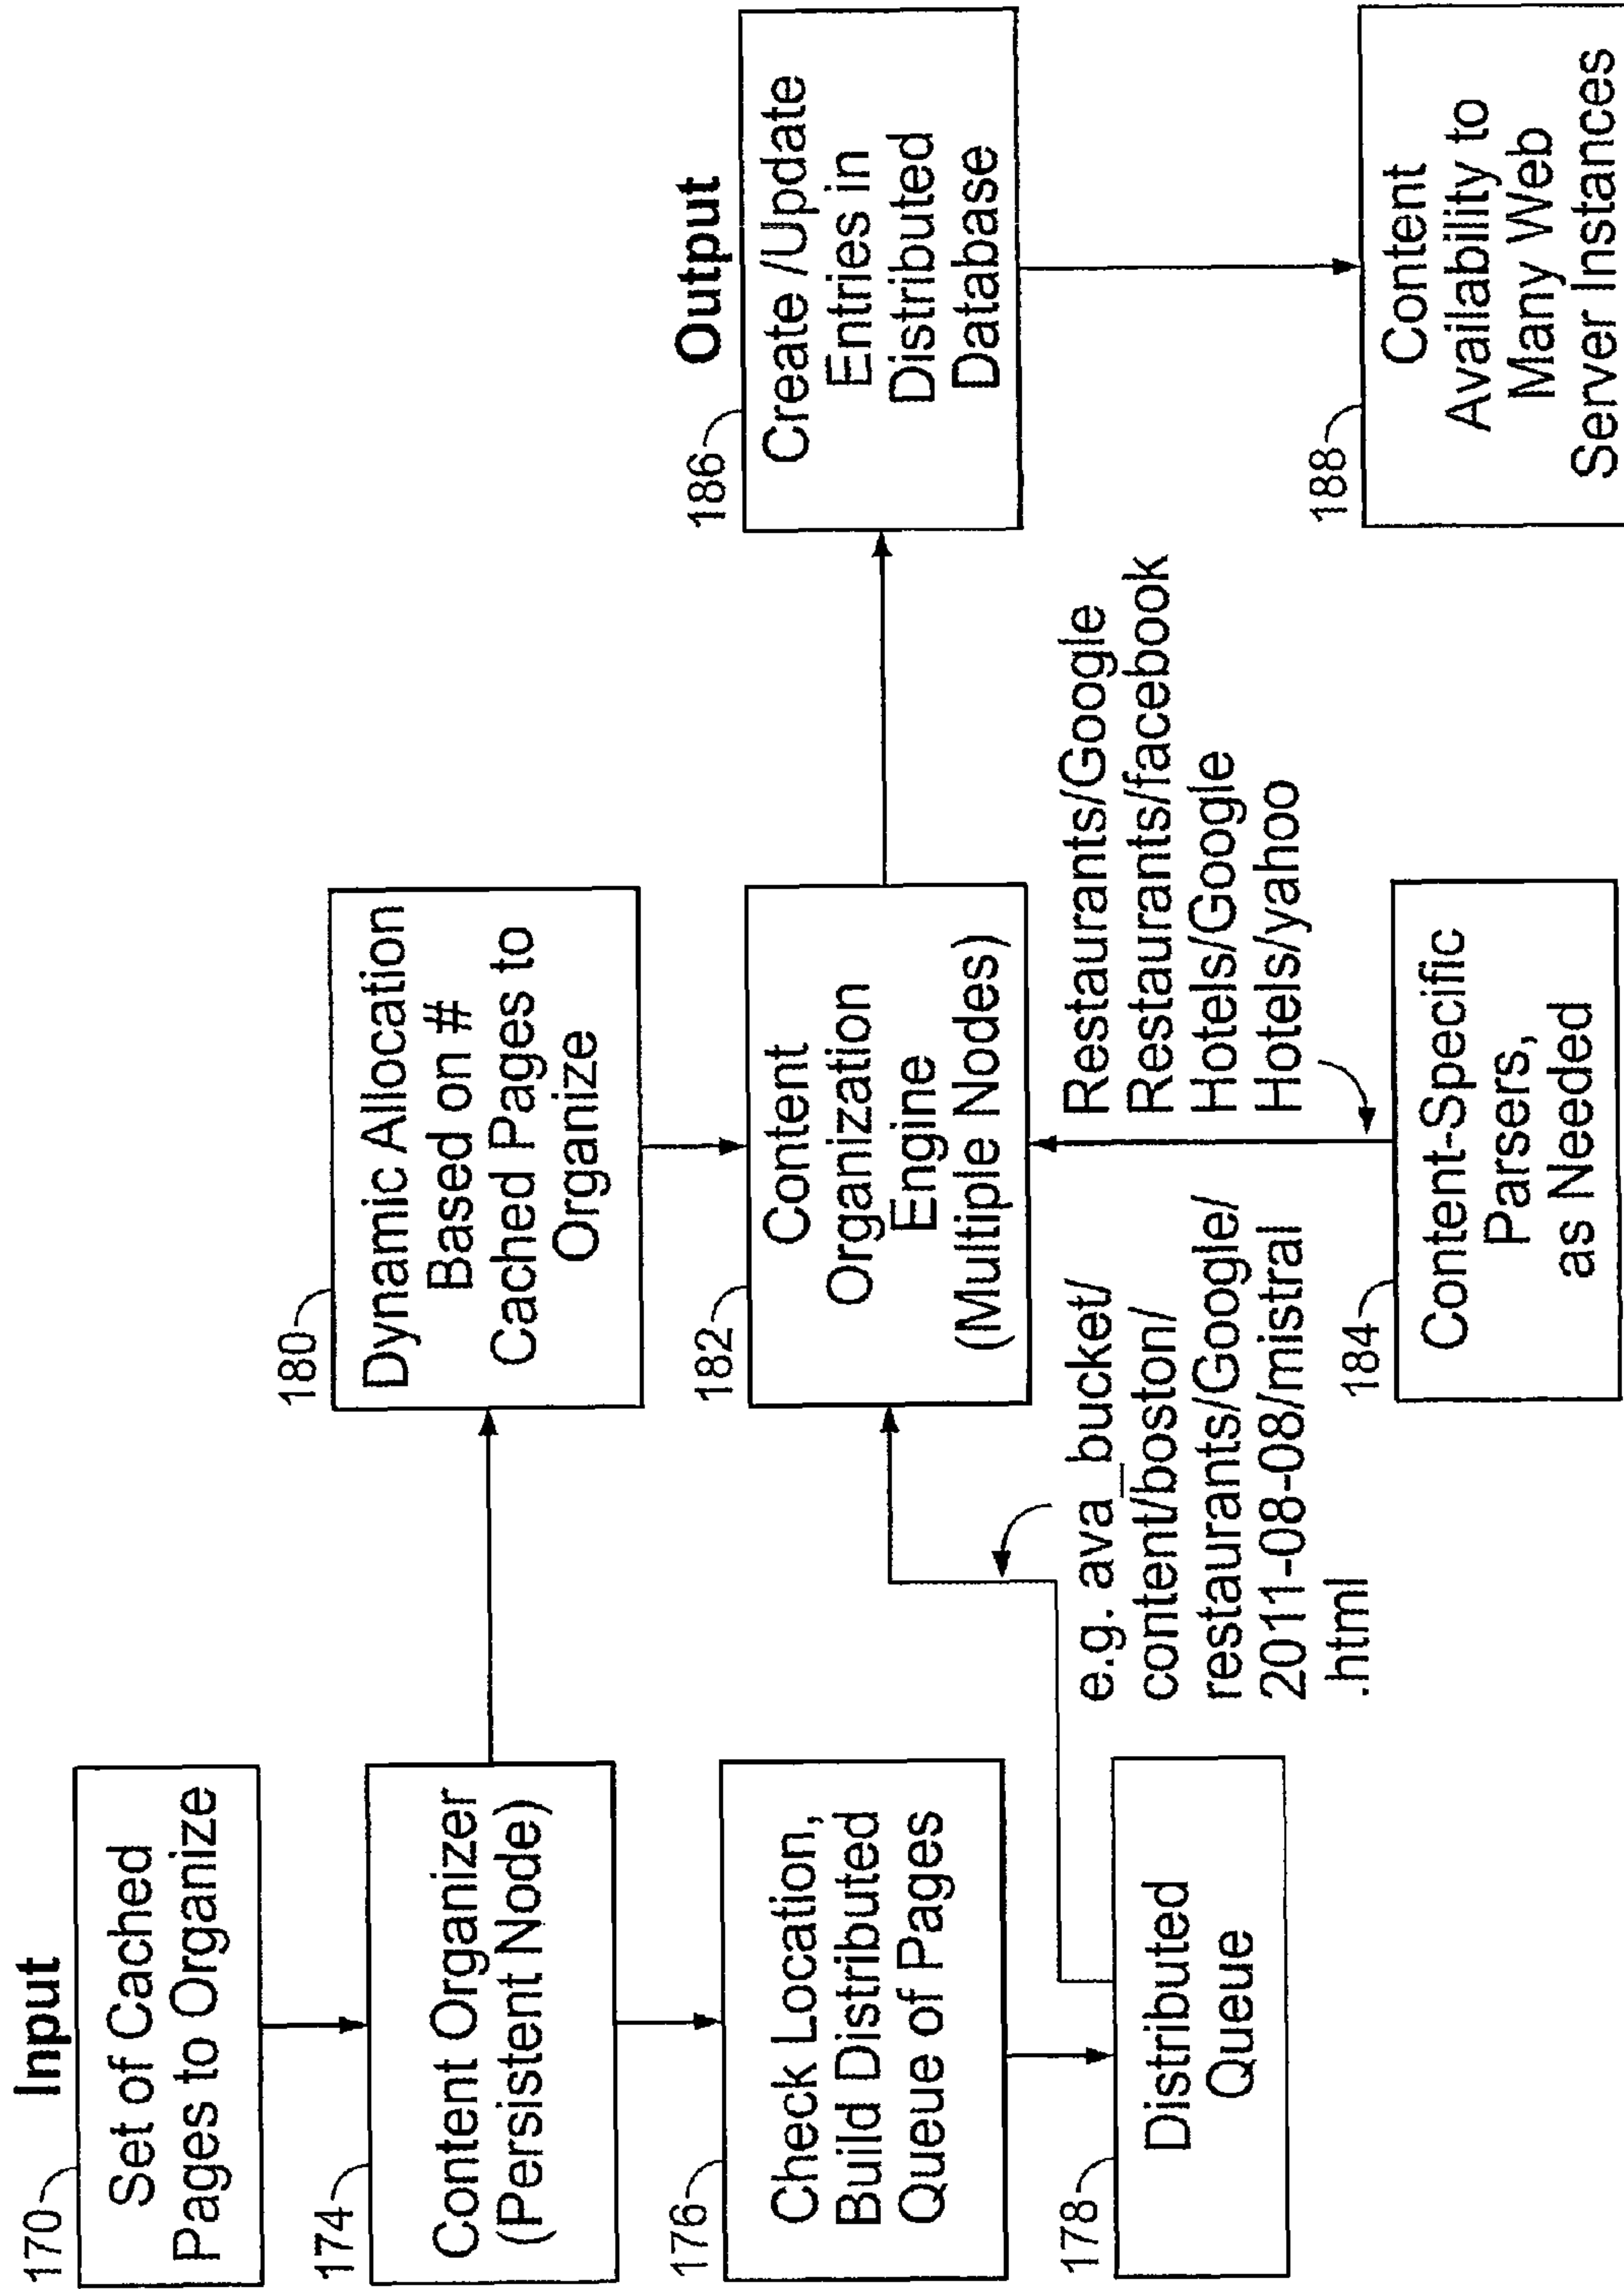 Input
170
Set of Cached
Pages to Organize
174
Content Organizer
(Persistent Node)
176
Check Location,
Build Distributed
Queue of Pages
178
Distributed
Queue
180
Dynamic Allocation
Based on #
Cached Pages to
Organize
182
Content
Organization
Engine
(Multiple Nodes)
e.g. ava_bucket/
content/boston/
restaurants/Google/
2011-08-08/mistral
.html
Restaurants/Google
Restaurants/facebook
Hotels/Google
Hotels/yahoo
184
Content-Specific
Parsers,
as Needed
Output
186
Create /Update
Entries in
Distributed
Database
188
Content
Availability to
Many Web
Server Instances